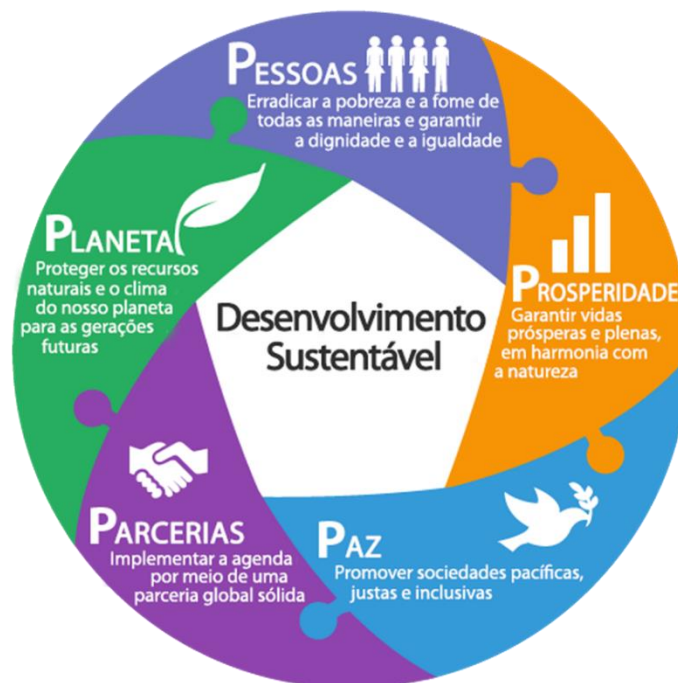 PESSOAS
Erradicar a pobreza e a fome de
todas as maneiras e garantir
a dignidade e a igualdade
PROSPERIDADE
Garantir vidas
prósperas e plenas,
em harmonia com
a natureza
PAZ
Promover sociedades pacíficas,
justas e inclusivas
PARCERIAS
Implementar a agenda
por meio de uma
parceria global sólida
PLANETA
Proteger os recursos
naturais e o clima
do nosso planeta
para as gerações
futuras
Desenvolvimento
Sustentável